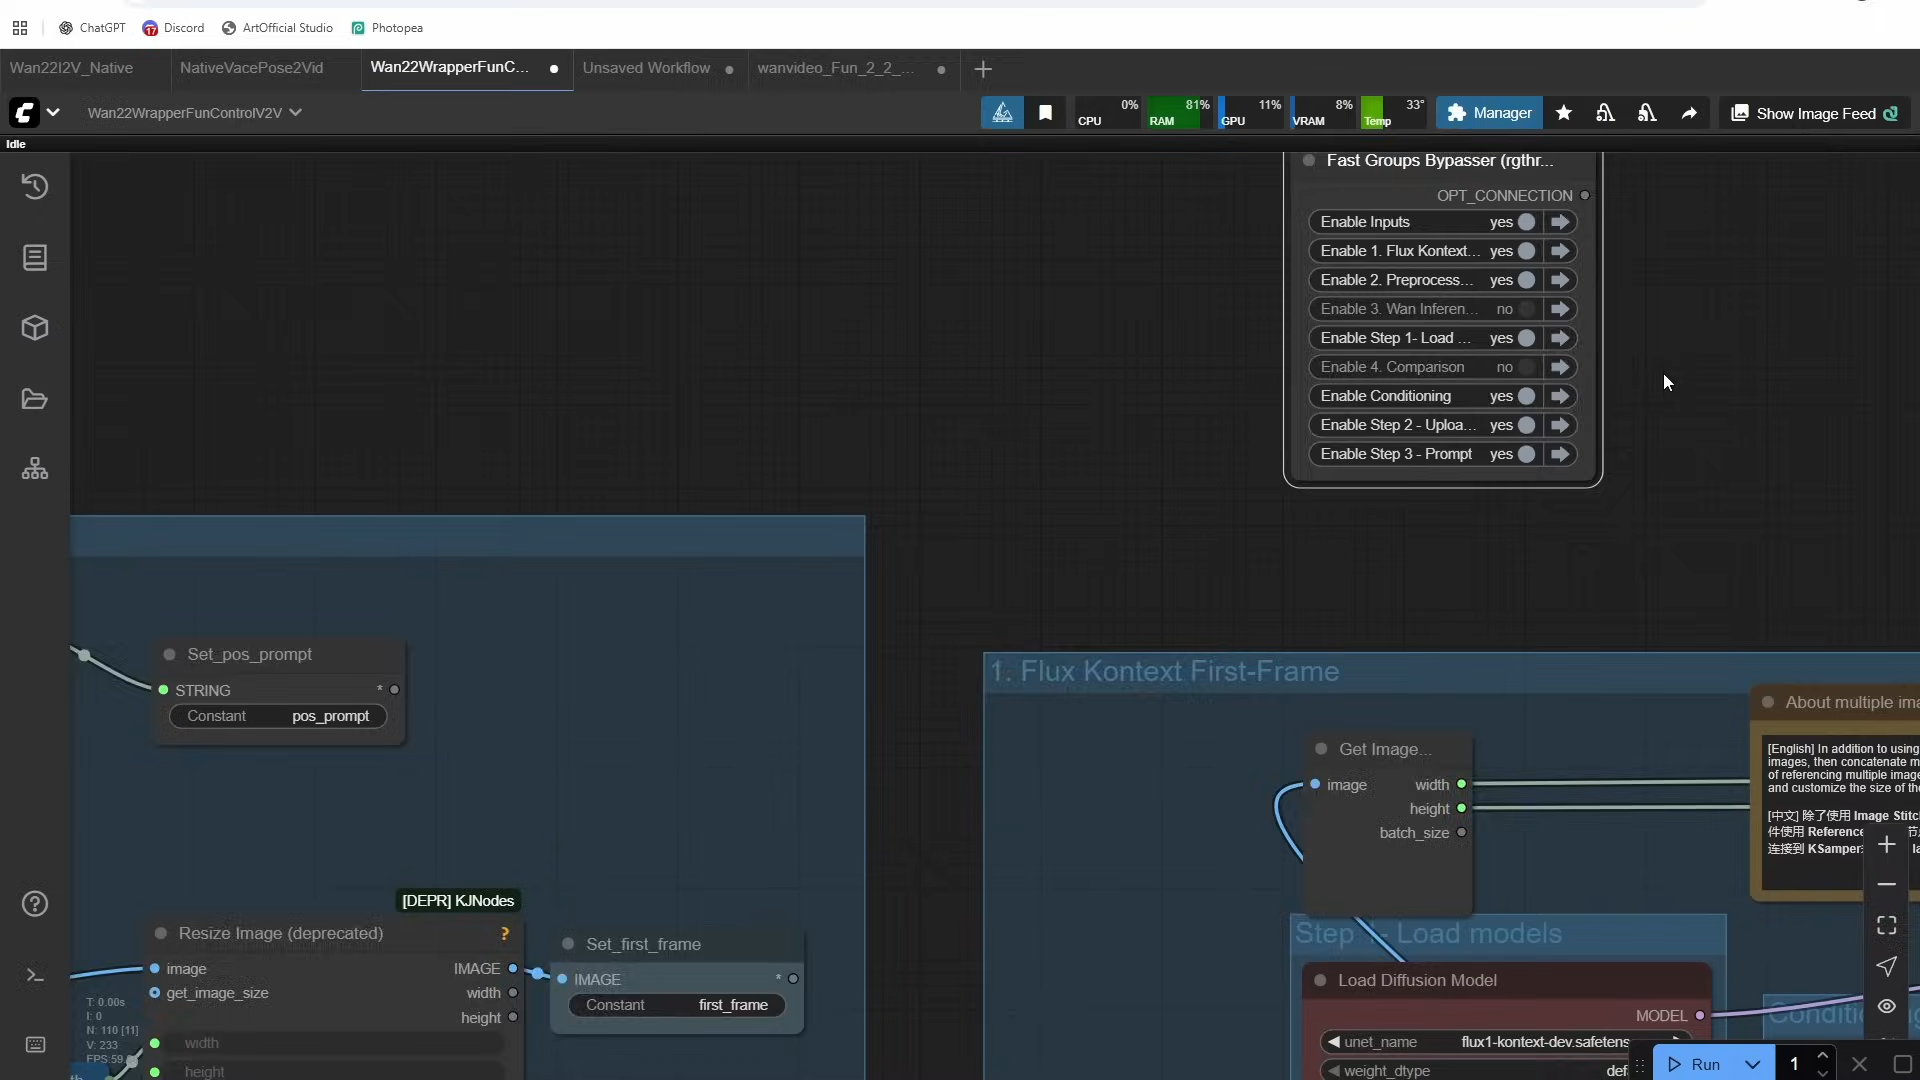 ChatGPT
17
Discord
ArtOfficial Studio
Photopea
Wan22I2V_Native
NativeVacePose2Vid
Wan22WrapperFunC...
Unsaved Workflow
wanvideo_Fun_2_2_...
Wan22WrapperFunControlV2V
CPU 0%
RAM 81%
GPU 11%
VRAM 8%
Temp 33°
Manager
Show Image Feed
Idle
Fast Groups Bypasser (rgthr...
OPT_CONNECTION
Enable Inputs yes
Enable 1. Flux Kontext... yes
Enable 2. Preprocess... yes
Enable 3. Wan Inferen... no
Enable Step 1- Load ... yes
Enable 4. Comparison no
Enable Conditioning yes
Enable Step 2 - Uploa... yes
Enable Step 3 - Prompt yes
Set_pos_prompt
STRING *
Constant pos_prompt
1. Flux Kontext First-Frame
About multiple ima
[English] In addition to using
images, then concatenate m
of referencing multiple image
and customize the size of the
[中文] 除了使用 Image Stitc
件使用 Reference
连接到 KSamper
Get Image...
image width
height
batch_size
[DEPR] KJNodes
Resize Image (deprecated) ?
image IMAGE
get_image_size width
height
width
height
Set_first_frame
IMAGE *
Constant first_frame
Step 1- Load models
Load Diffusion Model
MODEL
unet_name flux1-kontext-dev.safetens
weight_dtype def
Conditi
T: 0.00s
I: 0
N: 110 [11]
V: 233
FPS:59
Run
1